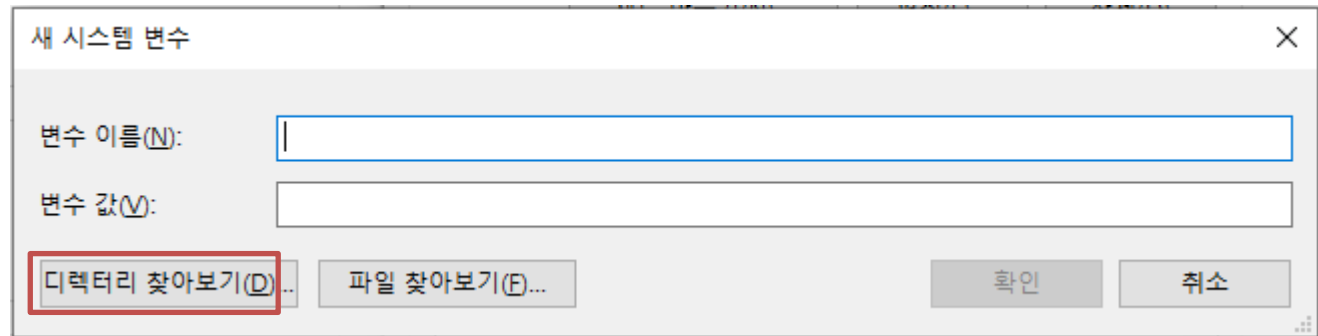 새 시스템 변수
변수 이름(N):
변수 값(V):
디렉터리 찾아보기(D)... 파일 찾아보기(F)... 확인 취소